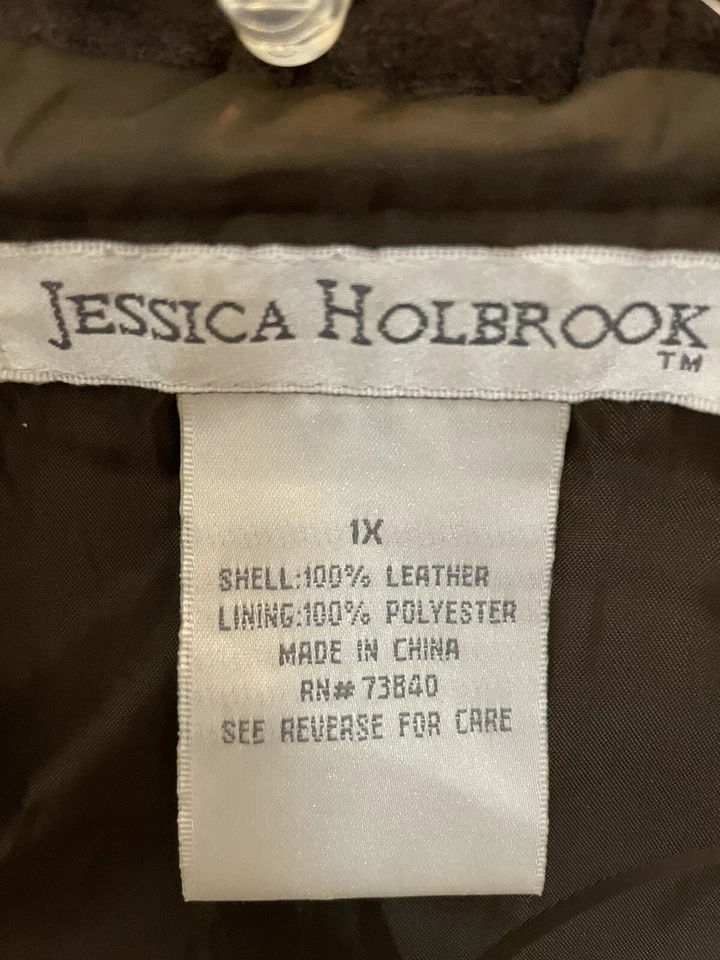 JESSICA HOLBROOK
TM
1X
SHELL:100% LEATHER
LINING:100% POLYESTER
MADE IN CHINA
RN# 73840
SEE REVERSE FOR CARE